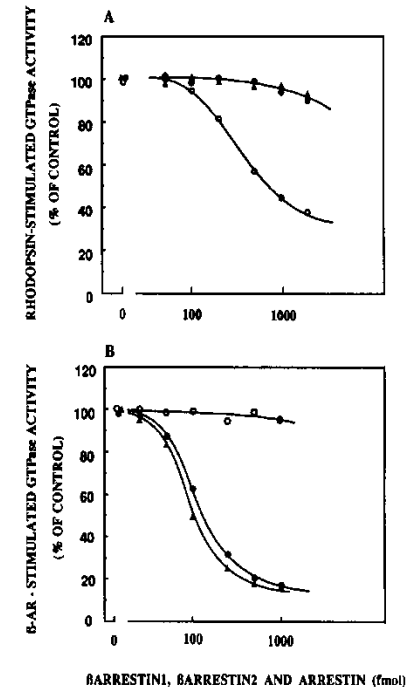 A
RHODOPSIN-STIMULATED GTPase ACTIVITY
(% OF CONTROL)
120
100
80
60
40
20
0
0 100 1000
B
ß-AR - STIMULATED GTPase ACTIVITY
(% OF CONTROL)
120
100
80
60
40
20
0
0 100 1000
ßARRESTIN1, ßARRESTIN2 AND ARRESTIN (fmol)